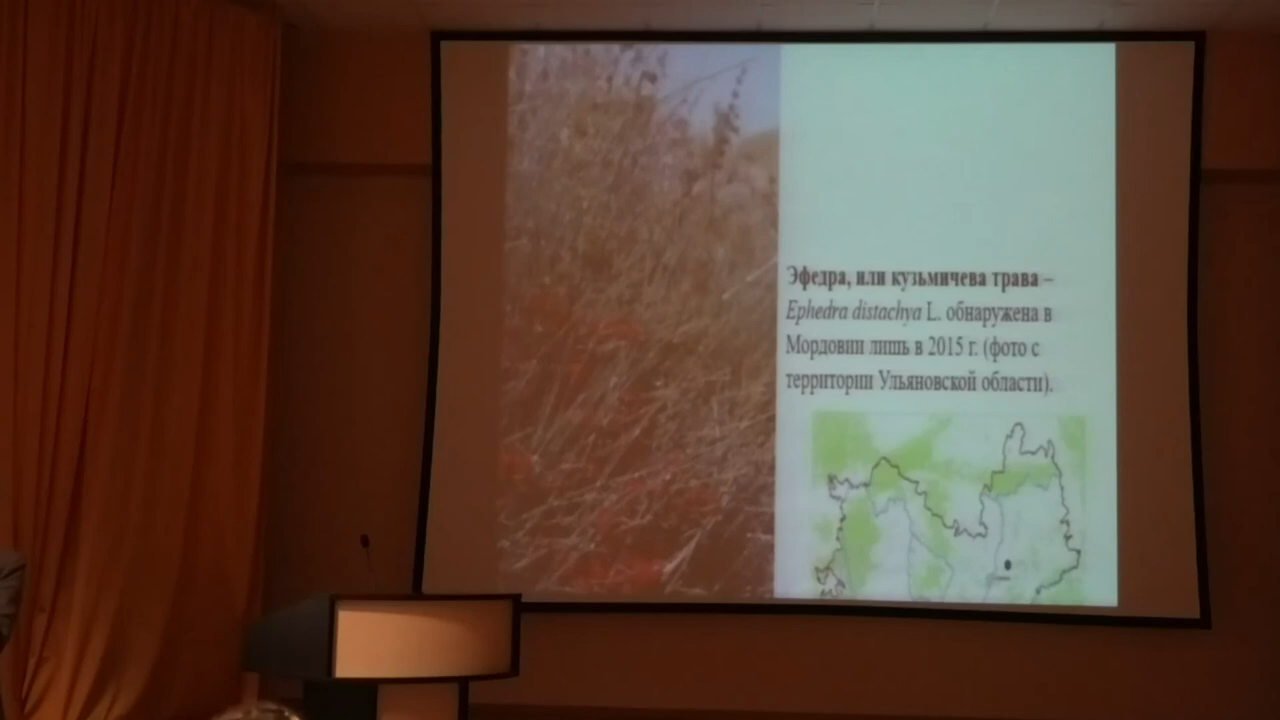 Эфедра, или кузьмичева трава –
Ephedra distachya L. обнаружена в
Мордовии лишь в 2015 г. (фото с
территории Ульяновской области).